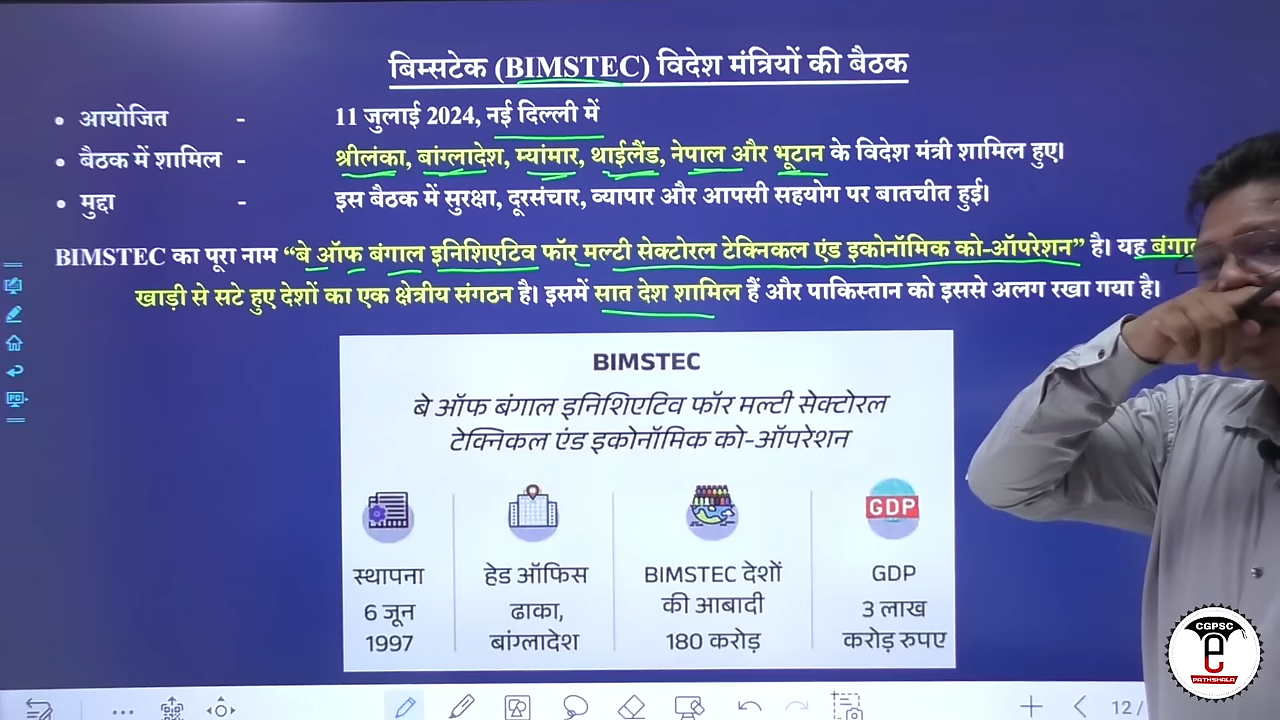 बिम्सटेक (BIMSTEC) विदेश मंत्रियों की बैठक
• आयोजित - 11 जुलाई 2024, नई दिल्ली में
• बैठक में शामिल - श्रीलंका, बांग्लादेश, म्यांमार, थाईलैंड, नेपाल और भूटान के विदेश मंत्री शामिल हुए।
• मुद्दा - इस बैठक में सुरक्षा, दूरसंचार, व्यापार और आपसी सहयोग पर बातचीत हुई।
BIMSTEC का पूरा नाम “बे ऑफ बंगाल इनिशिएटिव फॉर मल्टी सेक्टोरल टेक्निकल एंड इकोनॉमिक को-ऑपरेशन” है। यह
खाड़ी से सटे हुए देशों का एक क्षेत्रीय संगठन है। इसमें सात देश शामिल हैं और पाकिस्तान को इससे अलग रखा गया है।
BIMSTEC
बे ऑफ बंगाल इनिशिएटिव फॉर मल्टी सेक्टोरल
टेक्निकल एंड इकोनॉमिक को-ऑपरेशन
GDP
स्थापना
6 जून
1997
हेड ऑफिस
ढाका,
बांग्लादेश
BIMSTEC देशों
की आबादी
180 करोड़
GDP
3 लाख
करोड़ रुपए
CGPSC
e
PATHSHALA
12 /